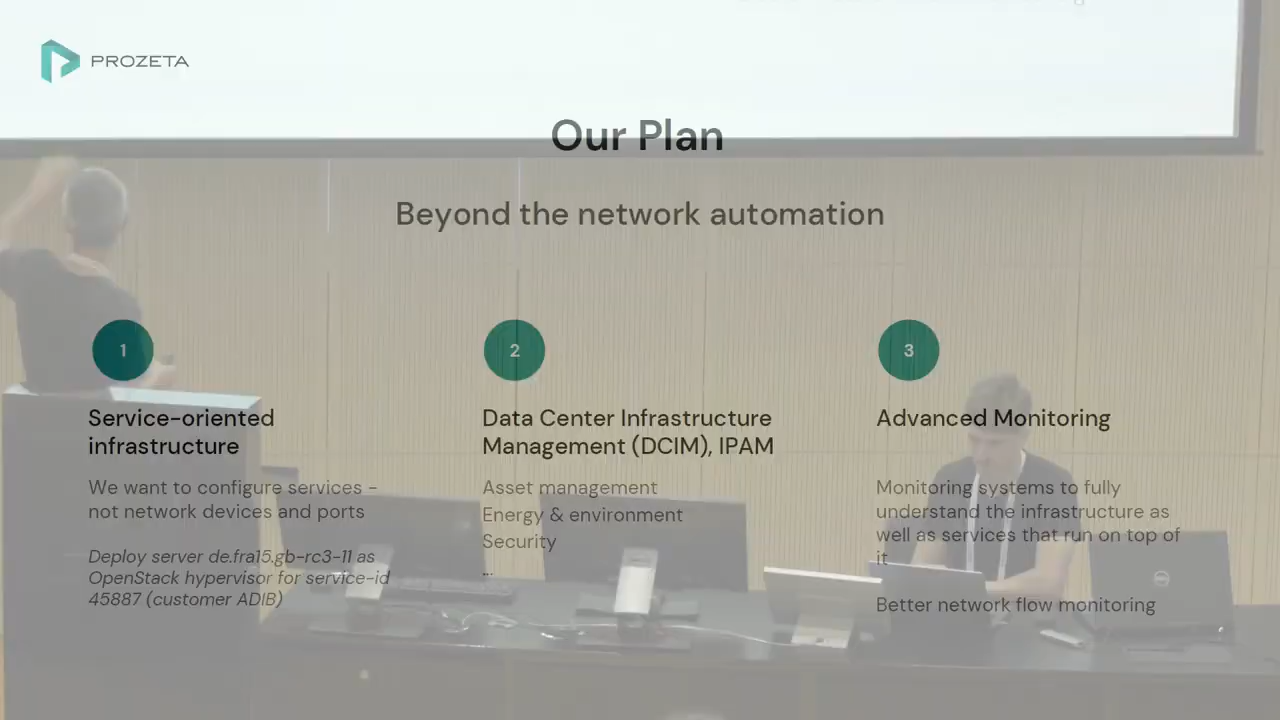 PROZETA
Our Plan
Beyond the network automation
1
Service-oriented
infrastructure
We want to configure services -
not network devices and ports
Deploy server de.fra15.gb-rc3-11 as
OpenStack hypervisor for service-id
45887 (customer ADIB)
2
Data Center Infrastructure
Management (DCIM), IPAM
Asset management
Energy & environment
Security
...
3
Advanced Monitoring
Monitoring systems to fully
understand the infrastructure as
well as services that run on top of
it
Better network flow monitoring